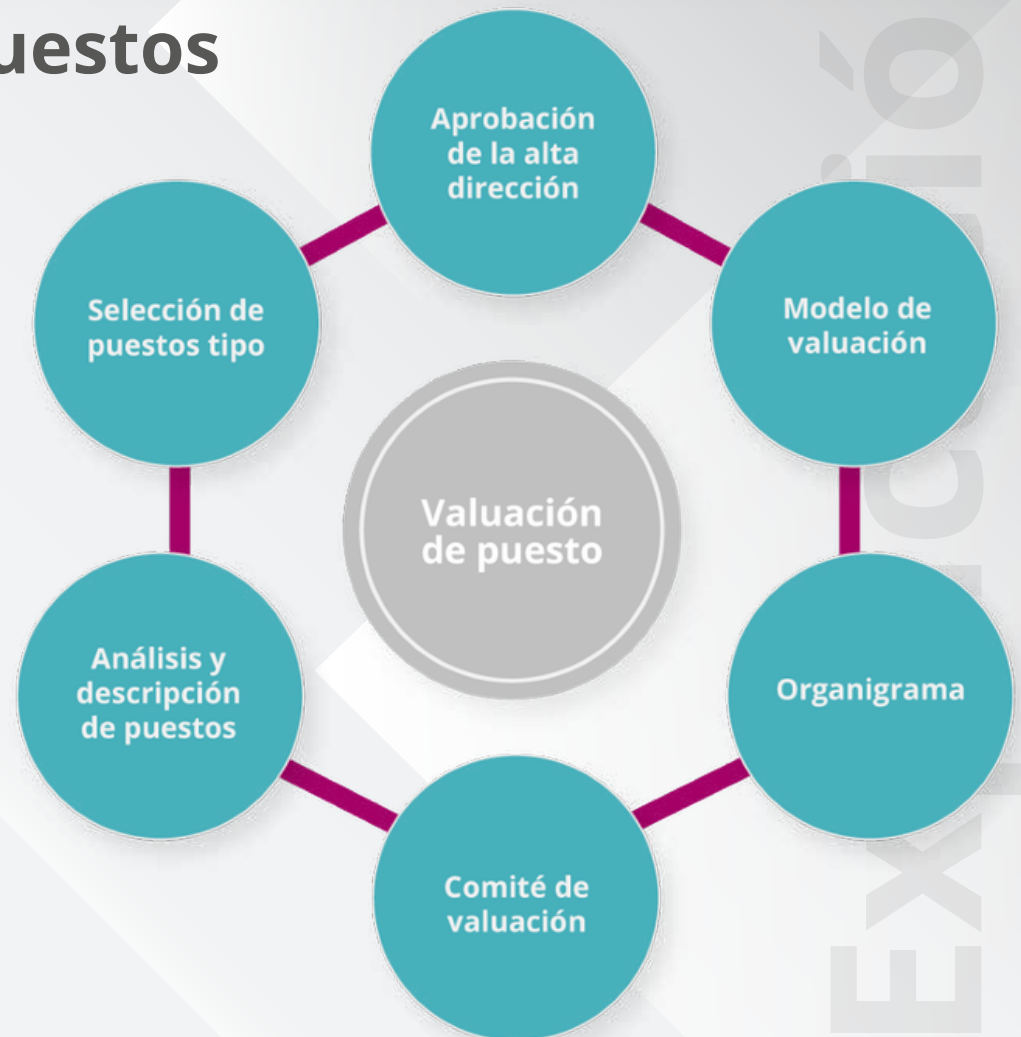 uestos
Aprobación
de la alta
dirección
Modelo de
valuación
Organigrama
Comité de
valuación
Análisis y
descripción
de puestos
Selección de
puestos tipo
Valuación
de puesto